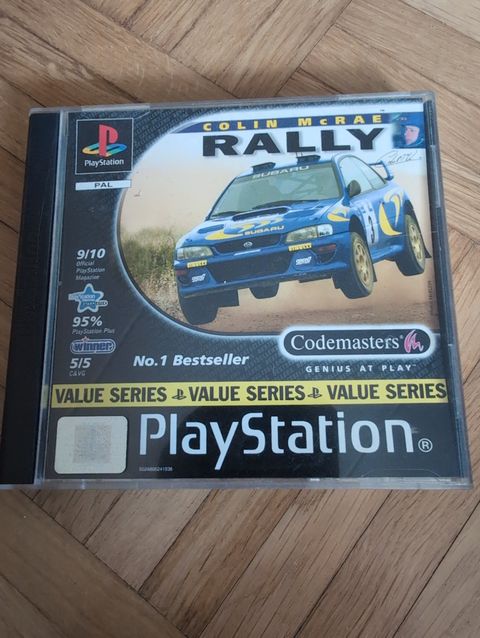 COLIN McRAE
RALLY
PlayStation
PAL
SUBARU
SUBARU
9/10
Official
PlayStation
Magazine
95%
PlayStation Plus
winner
5/5
C&VG
No.1 Bestseller
Codemasters
GENIUS AT PLAY
VALUE SERIES VALUE SERIES VALUE SERIES
PlayStation®